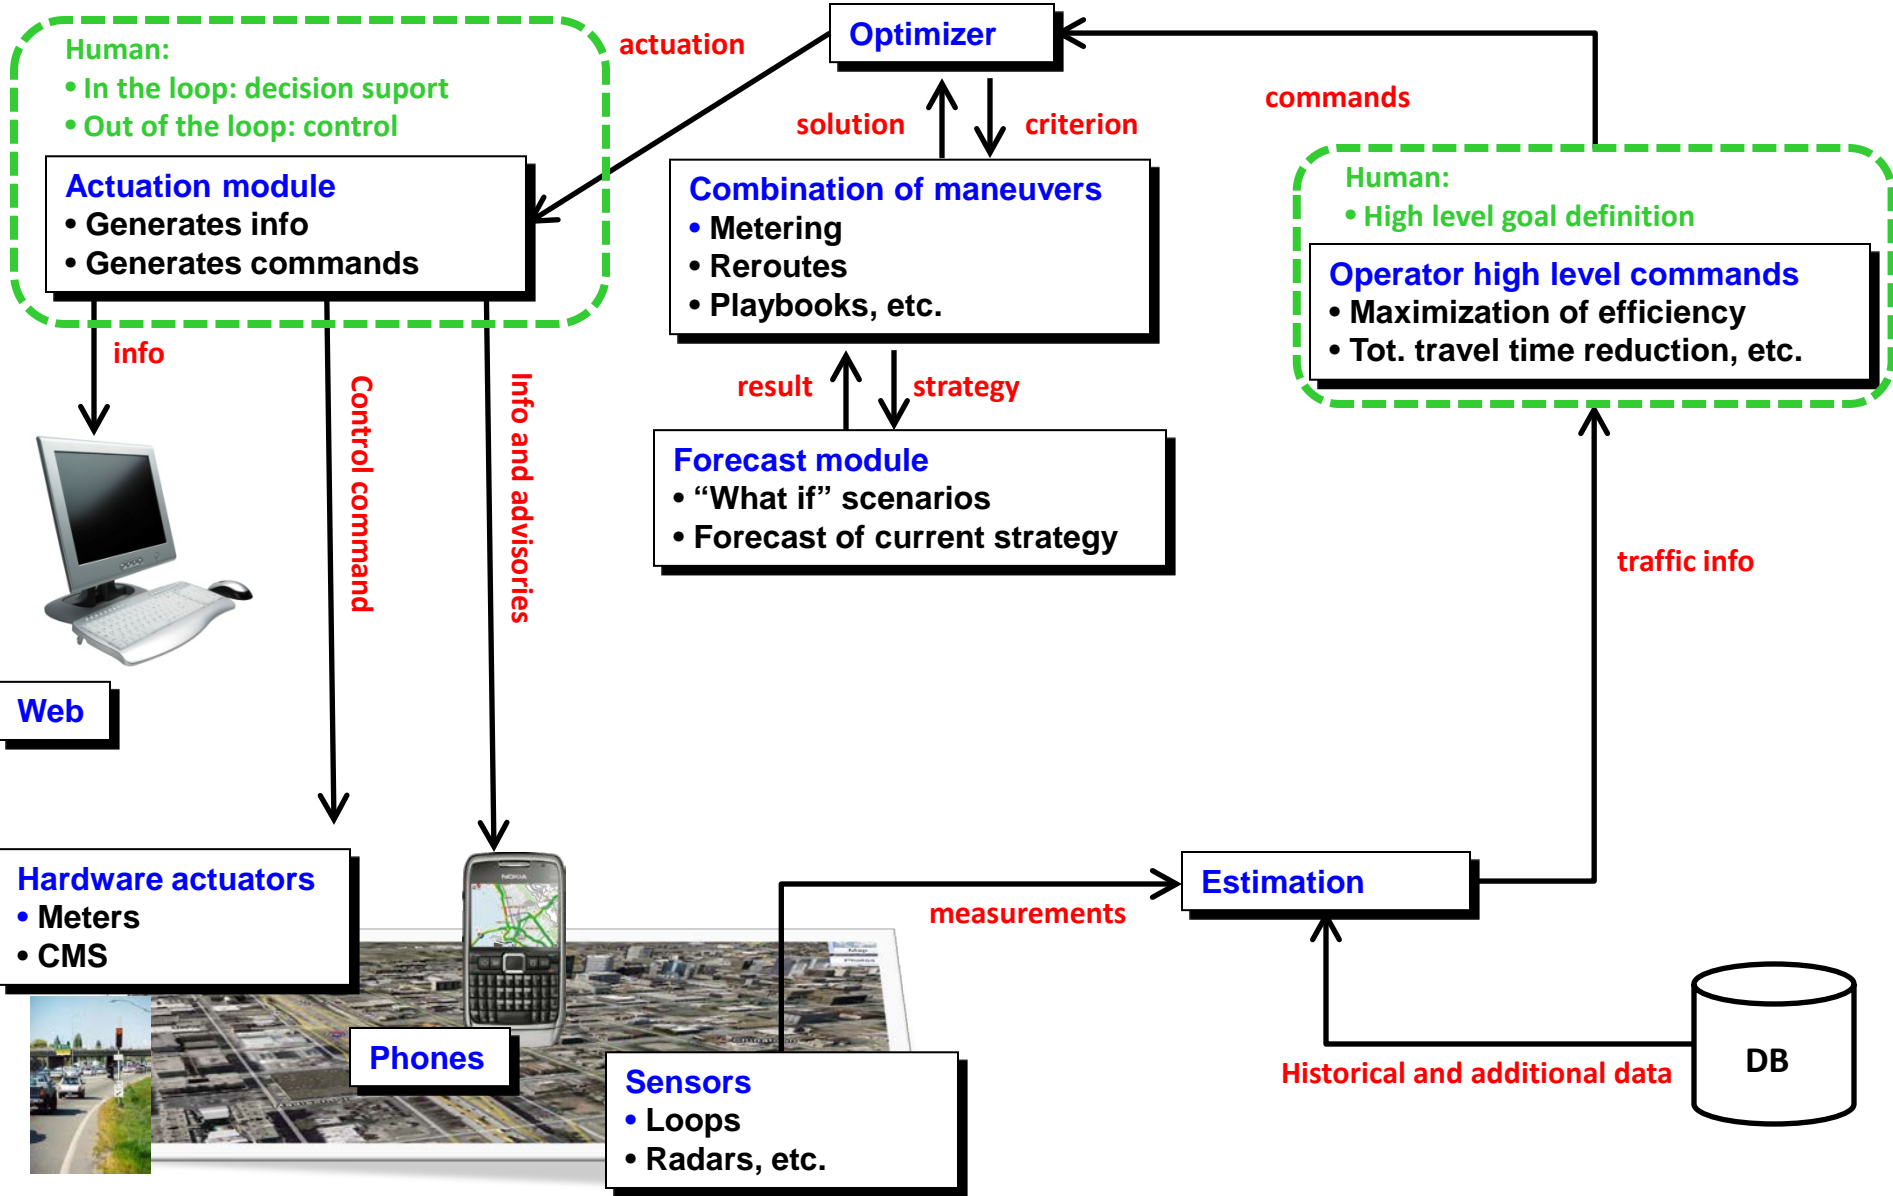 Human:
• In the loop: decision suport
• Out of the loop: control
Actuation module
• Generates info
• Generates commands
actuation
Optimizer
commands
solution
criterion
Combination of maneuvers
• Metering
• Reroutes
• Playbooks, etc.
Human:
• High level goal definition
Operator high level commands
• Maximization of efficiency
• Tot. travel time reduction, etc.
info
Control command
Info and advisories
result
strategy
Forecast module
• “What if” scenarios
• Forecast of current strategy
traffic info
Web
Hardware actuators
• Meters
• CMS
NOKIA
Map
Photos
Phones
Sensors
• Loops
• Radars, etc.
measurements
Estimation
Historical and additional data
DB